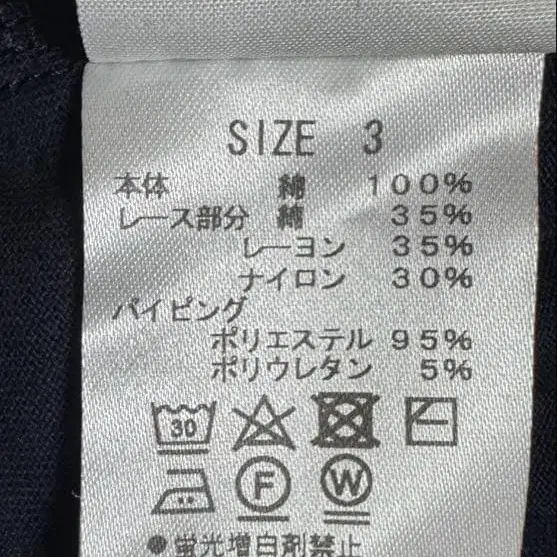 SIZE 3
本体 綿 100%
レース部分 綿 35%
レーヨン 35%
ナイロン 30%
パイピング
ポリエステル 95%
ポリウレタン 5%
30
F W
●蛍光増白剤禁止